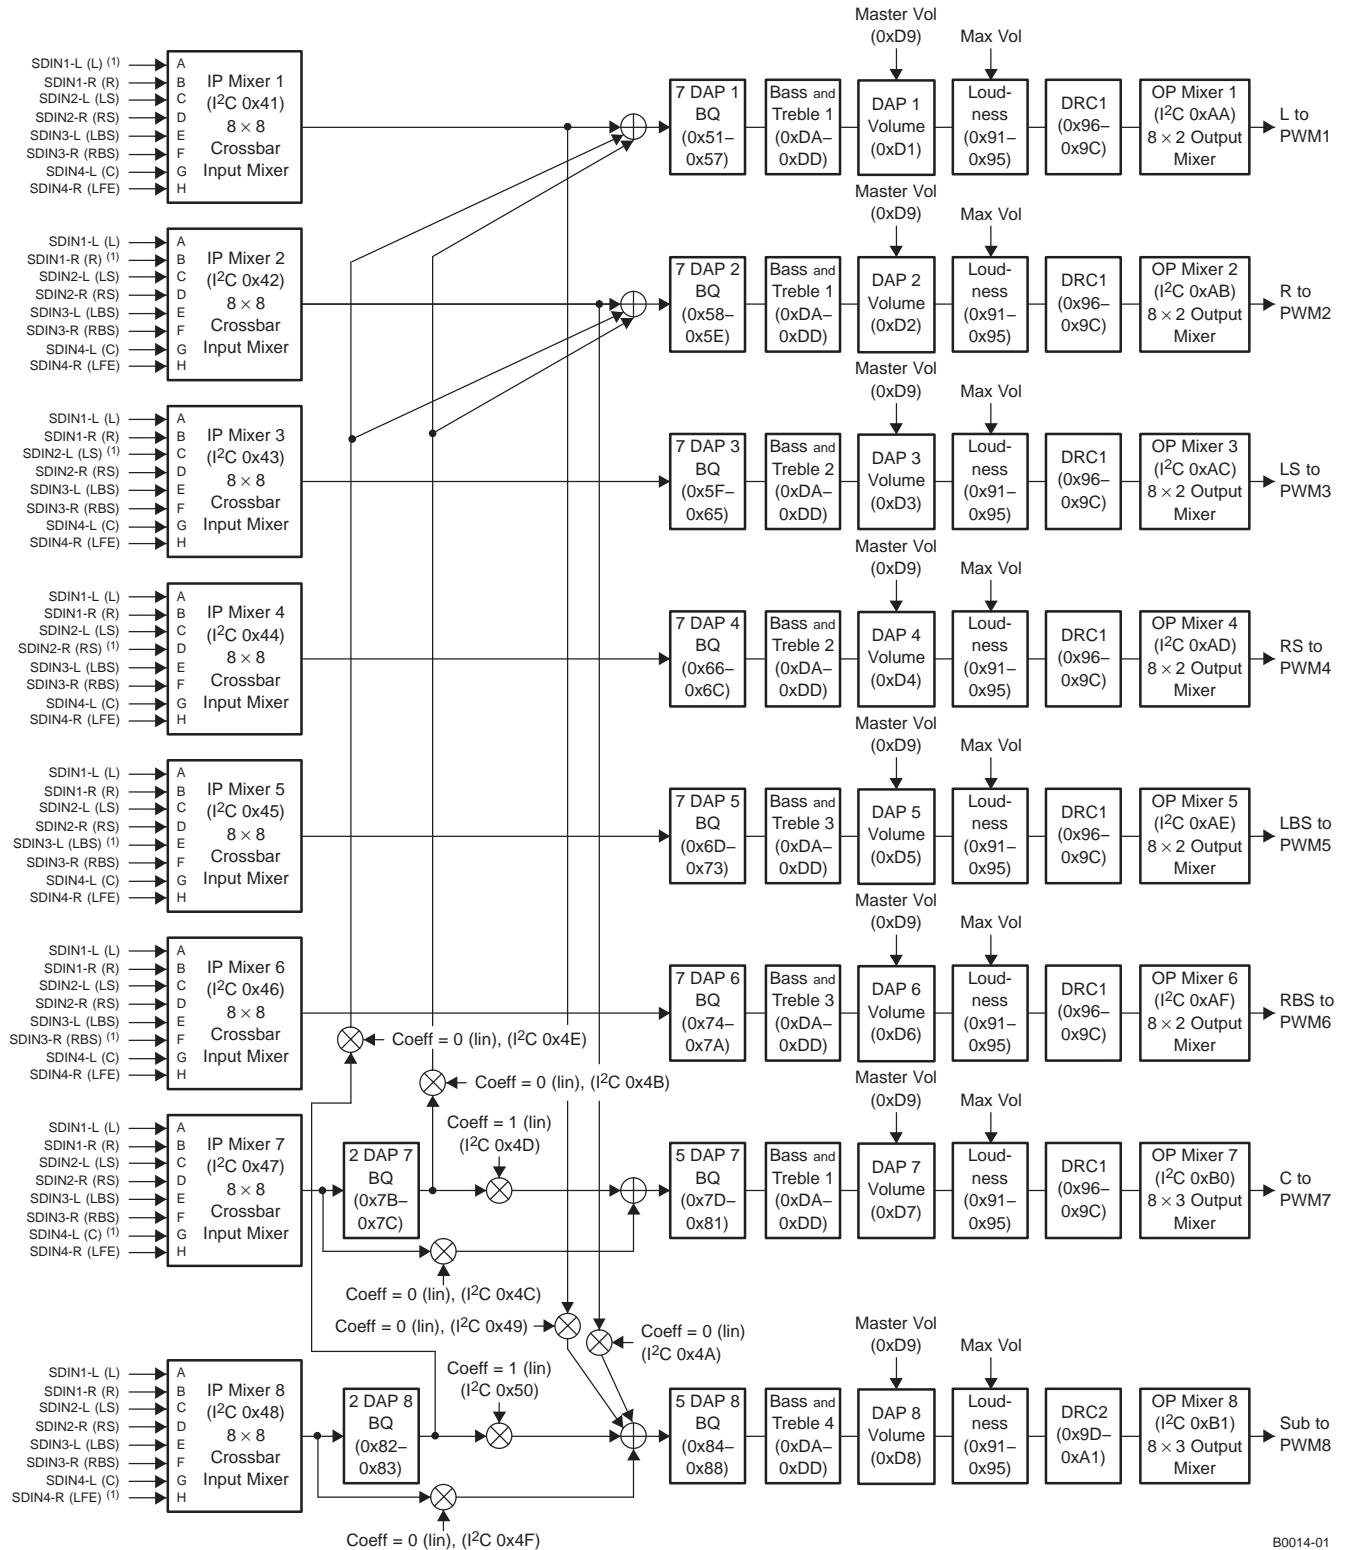 Master Vol
(0xD9)
Max Vol
SDIN1-L (L) (1)
SDIN1-R (R)
SDIN2-L (LS)
SDIN2-R (RS)
SDIN3-L (LBS)
SDIN3-R (RBS)
SDIN4-L (C)
SDIN4-R (LFE)
A
B
C
D
E
F
G
H
IP Mixer 1
(I2C 0x41)
8 × 8
Crossbar
Input Mixer
7 DAP 1
BQ
(0x51–
0x57)
Bass and
Treble 1
(0xDA–
0xDD)
DAP 1
Volume
(0xD1)
Loud-
ness
(0x91–
0x95)
DRC1
(0x96–
0x9C)
OP Mixer 1
(I2C 0xAA)
8 × 2 Output
Mixer
L to
PWM1
Master Vol
(0xD9)
Max Vol
SDIN1-L (L)
SDIN1-R (R) (1)
SDIN2-L (LS)
SDIN2-R (RS)
SDIN3-L (LBS)
SDIN3-R (RBS)
SDIN4-L (C)
SDIN4-R (LFE)
A
B
C
D
E
F
G
H
IP Mixer 2
(I2C 0x42)
8 × 8
Crossbar
Input Mixer
7 DAP 2
BQ
(0x58–
0x5E)
Bass and
Treble 1
(0xDA–
0xDD)
DAP 2
Volume
(0xD2)
Loud-
ness
(0x91–
0x95)
DRC1
(0x96–
0x9C)
OP Mixer 2
(I2C 0xAB)
8 × 2 Output
Mixer
R to
PWM2
Master Vol
(0xD9)
Max Vol
SDIN1-L (L)
SDIN1-R (R)
SDIN2-L (LS) (1)
SDIN2-R (RS)
SDIN3-L (LBS)
SDIN3-R (RBS)
SDIN4-L (C)
SDIN4-R (LFE)
A
B
C
D
E
F
G
H
IP Mixer 3
(I2C 0x43)
8 × 8
Crossbar
Input Mixer
7 DAP 3
BQ
(0x5F–
0x65)
Bass and
Treble 2
(0xDA–
0xDD)
DAP 3
Volume
(0xD3)
Loud-
ness
(0x91–
0x95)
DRC1
(0x96–
0x9C)
OP Mixer 3
(I2C 0xAC)
8 × 2 Output
Mixer
LS to
PWM3
Master Vol
(0xD9)
Max Vol
SDIN1-L (L)
SDIN1-R (R)
SDIN2-L (LS)
SDIN2-R (RS) (1)
SDIN3-L (LBS)
SDIN3-R (RBS)
SDIN4-L (C)
SDIN4-R (LFE)
A
B
C
D
E
F
G
H
IP Mixer 4
(I2C 0x44)
8 × 8
Crossbar
Input Mixer
7 DAP 4
BQ
(0x66–
0x6C)
Bass and
Treble 2
(0xDA–
0xDD)
DAP 4
Volume
(0xD4)
Loud-
ness
(0x91–
0x95)
DRC1
(0x96–
0x9C)
OP Mixer 4
(I2C 0xAD)
8 × 2 Output
Mixer
RS to
PWM4
Master Vol
(0xD9)
Max Vol
SDIN1-L (L)
SDIN1-R (R)
SDIN2-L (LS)
SDIN2-R (RS)
SDIN3-L (LBS) (1)
SDIN3-R (RBS)
SDIN4-L (C)
SDIN4-R (LFE)
A
B
C
D
E
F
G
H
IP Mixer 5
(I2C 0x45)
8 × 8
Crossbar
Input Mixer
7 DAP 5
BQ
(0x6D–
0x73)
Bass and
Treble 3
(0xDA–
0xDD)
DAP 5
Volume
(0xD5)
Loud-
ness
(0x91–
0x95)
DRC1
(0x96–
0x9C)
OP Mixer 5
(I2C 0xAE)
8 × 2 Output
Mixer
LBS to
PWM5
Master Vol
(0xD9)
Max Vol
SDIN1-L (L)
SDIN1-R (R)
SDIN2-L (LS)
SDIN2-R (RS)
SDIN3-L (LBS)
SDIN3-R (RBS) (1)
SDIN4-L (C)
SDIN4-R (LFE)
A
B
C
D
E
F
G
H
IP Mixer 6
(I2C 0x46)
8 × 8
Crossbar
Input Mixer
7 DAP 6
BQ
(0x74–
0x7A)
Bass and
Treble 3
(0xDA–
0xDD)
DAP 6
Volume
(0xD6)
Loud-
ness
(0x91–
0x95)
DRC1
(0x96–
0x9C)
OP Mixer 6
(I2C 0xAF)
8 × 2 Output
Mixer
RBS to
PWM6
Coeff = 0 (lin), (I2C 0x4E)
Coeff = 0 (lin), (I2C 0x4B)
Master Vol
(0xD9)
Max Vol
SDIN1-L (L)
SDIN1-R (R)
SDIN2-L (LS)
SDIN2-R (RS)
SDIN3-L (LBS)
SDIN3-R (RBS)
SDIN4-L (C) (1)
SDIN4-R (LFE)
A
B
C
D
E
F
G
H
IP Mixer 7
(I2C 0x47)
8 × 8
Crossbar
Input Mixer
2 DAP 7
BQ
(0x7B–
0x7C)
Coeff = 1 (lin)
(I2C 0x4D)
5 DAP 7
BQ
(0x7D–
0x81)
Bass and
Treble 1
(0xDA–
0xDD)
DAP 7
Volume
(0xD7)
Loud-
ness
(0x91–
0x95)
DRC1
(0x96–
0x9C)
OP Mixer 7
(I2C 0xB0)
8 × 3 Output
Mixer
C to
PWM7
Coeff = 0 (lin), (I2C 0x4C)
Coeff = 0 (lin), (I2C 0x49)
Coeff = 0 (lin)
(I2C 0x4A)
Master Vol
(0xD9)
Max Vol
SDIN1-L (L)
SDIN1-R (R)
SDIN2-L (LS)
SDIN2-R (RS)
SDIN3-L (LBS)
SDIN3-R (RBS)
SDIN4-L (C)
SDIN4-R (LFE) (1)
A
B
C
D
E
F
G
H
IP Mixer 8
(I2C 0x48)
8 × 8
Crossbar
Input Mixer
2 DAP 8
BQ
(0x82–
0x83)
Coeff = 1 (lin)
(I2C 0x50)
5 DAP 8
BQ
(0x84–
0x88)
Bass and
Treble 4
(0xDA–
0xDD)
DAP 8
Volume
(0xD8)
Loud-
ness
(0x91–
0x95)
DRC2
(0x9D–
0xA1)
OP Mixer 8
(I2C 0xB1)
8 × 3 Output
Mixer
Sub to
PWM8
Coeff = 0 (lin), (I2C 0x4F)
B0014-01